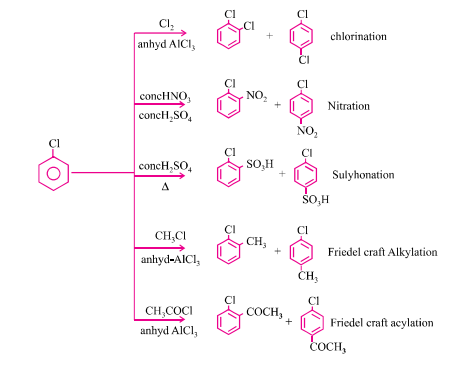 Cl₂
anhyd AlCl₃
Cl
Cl
+
Cl
Cl
chlorination
concHNO₃
concH₂SO₄
Cl
NO₂
+
Cl
NO₂
Nitration
Cl
concH₂SO₄
Δ
Cl
SO₃H
+
Cl
SO₃H
Sulyhonation
CH₃Cl
anhyd-AlCl₃
Cl
CH₃
+
Cl
CH₃
Friedel craft Alkylation
CH₃COCl
anhyd AlCl₃
Cl
COCH₃
+
Cl
COCH₃
Friedel craft acylation